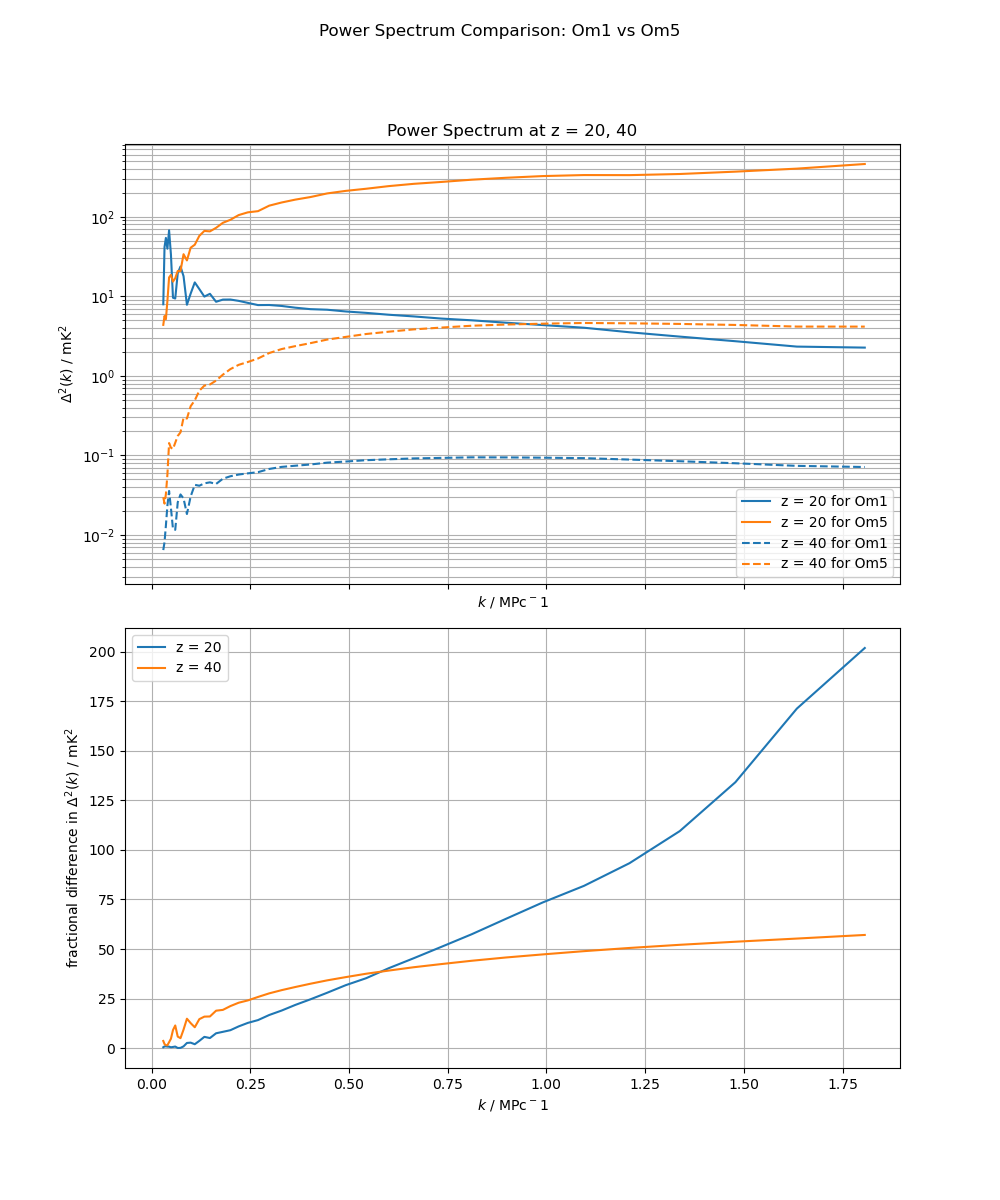 Power Spectrum Comparison: Om1 vs Om5
Power Spectrum at z = 20, 40
Δ²(k) / mK²
10²
10¹
10⁰
10⁻¹
10⁻²
z = 20 for Om1
z = 20 for Om5
z = 40 for Om1
z = 40 for Om5
k / MPc⁻1
fractional difference in Δ²(k) / mK²
z = 20
z = 40
200
175
150
125
100
75
50
25
0
0.00 0.25 0.50 0.75 1.00 1.25 1.50 1.75
k / MPc⁻1